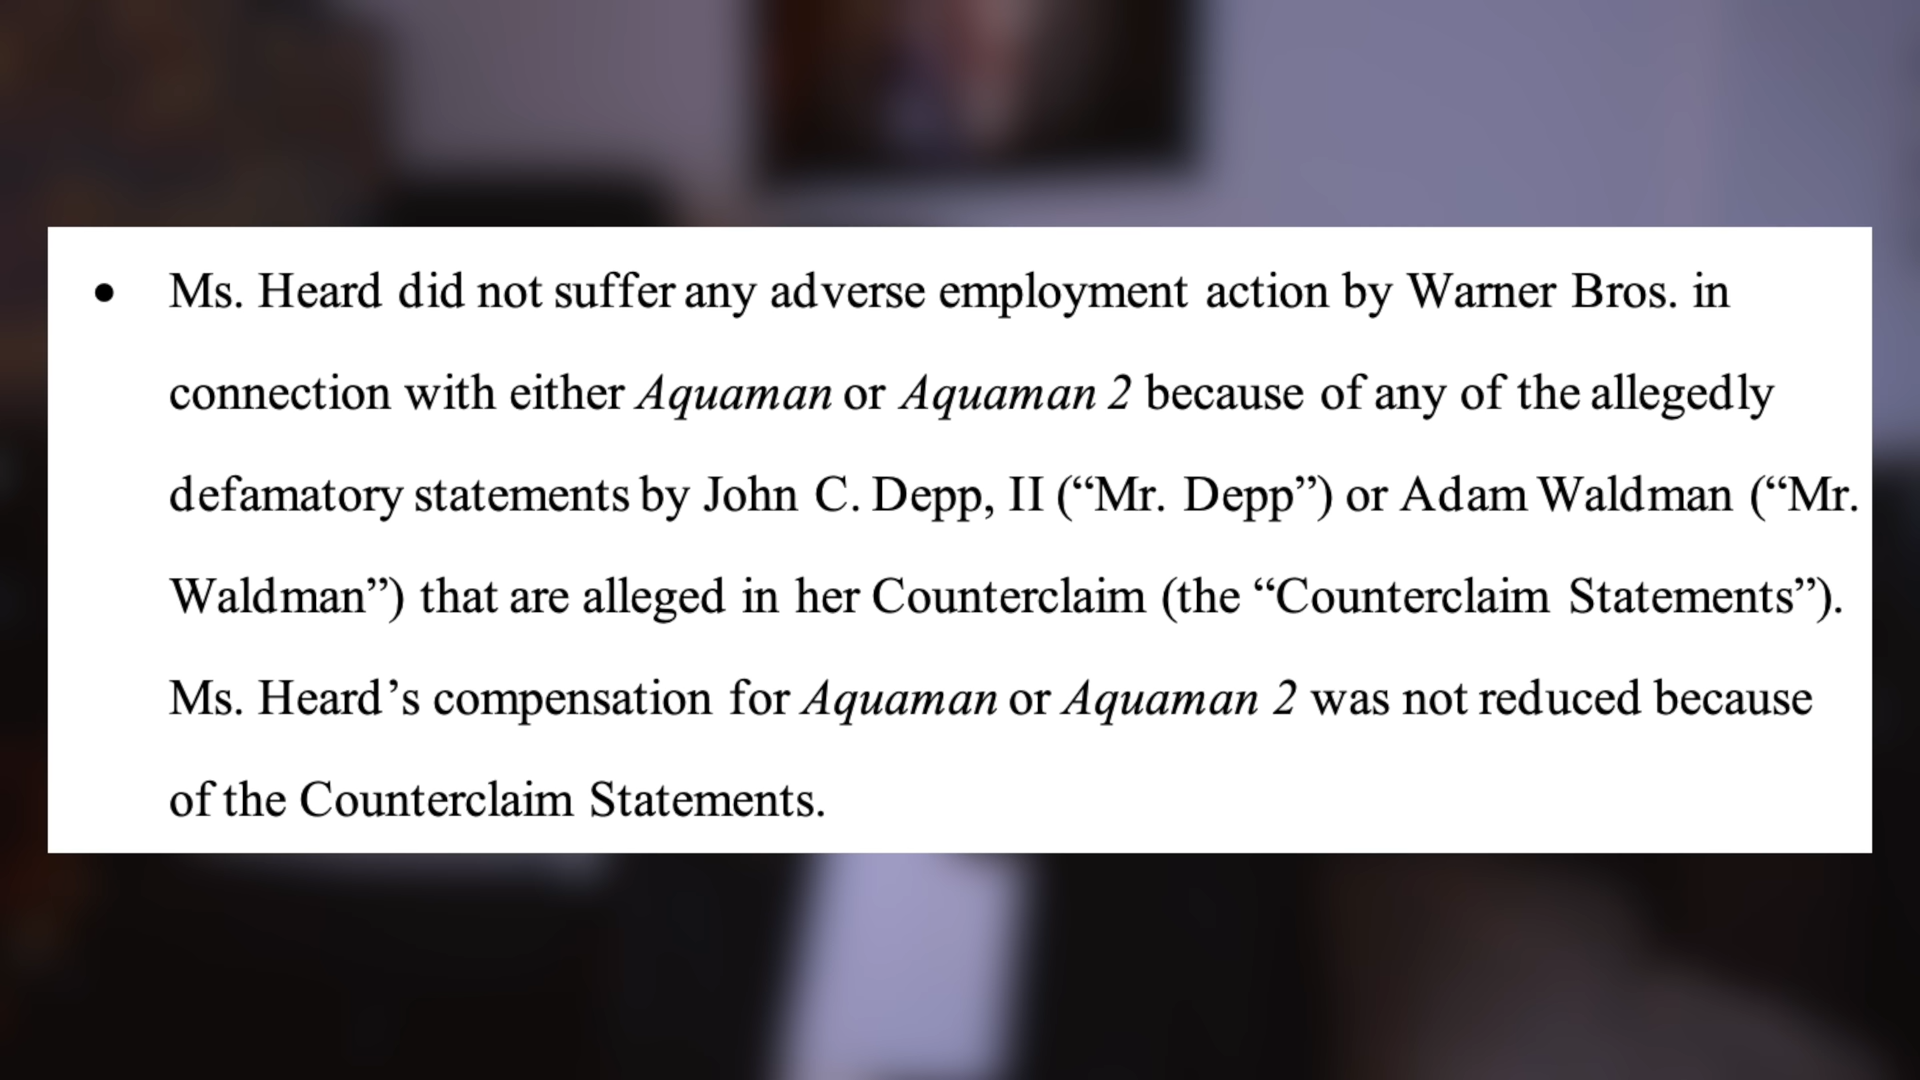 • Ms. Heard did not suffer any adverse employment action by Warner Bros. in
connection with either Aquaman or Aquaman 2 because of any of the allegedly
defamatory statements by John C. Depp, II (“Mr. Depp”) or Adam Waldman (“Mr.
Waldman”) that are alleged in her Counterclaim (the “Counterclaim Statements”).
Ms. Heard’s compensation for Aquaman or Aquaman 2 was not reduced because
of the Counterclaim Statements.